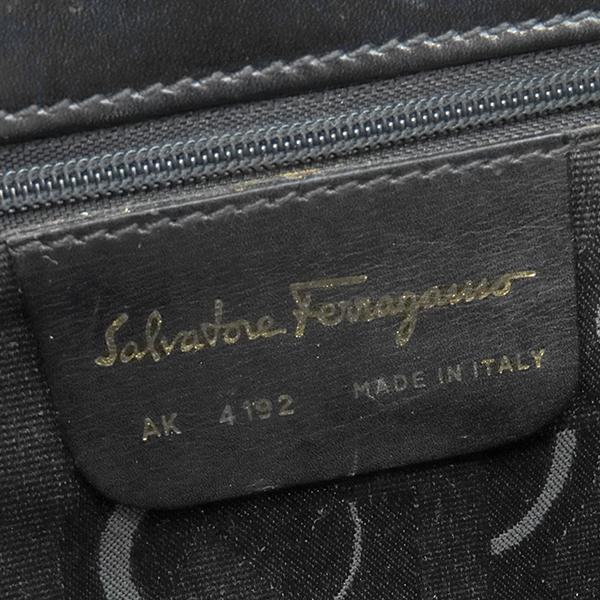 Salvatore Ferragamo
AK 4192 MADE IN ITALY